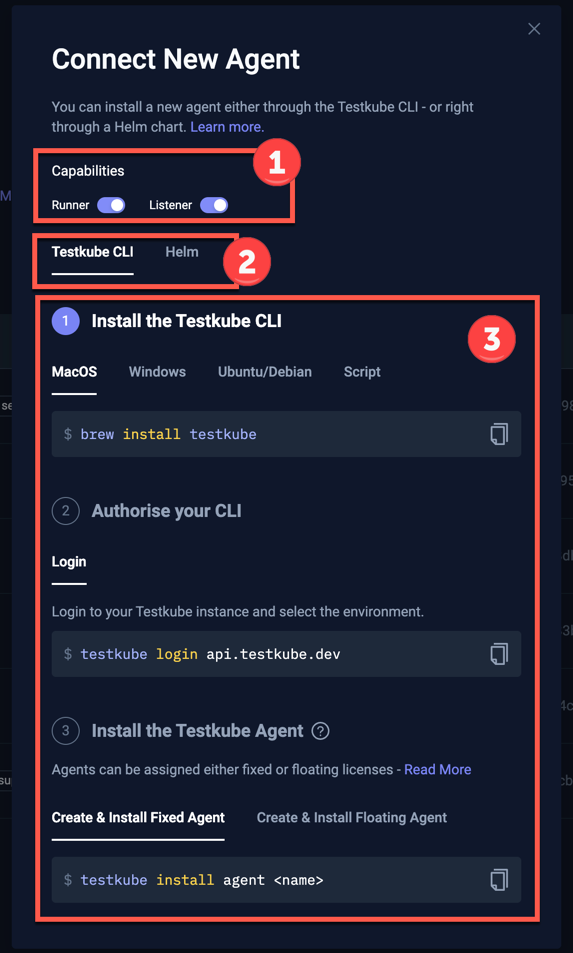 Connect New Agent
You can install a new agent either through the Testkube CLI - or right
through a Helm chart. Learn more.
1
Capabilities
Runner Listener
Testkube CLI Helm
2
1 Install the Testkube CLI
3
MacOS Windows Ubuntu/Debian Script
$ brew install testkube
2 Authorise your CLI
Login
Login to your Testkube instance and select the environment.
$ testkube login api.testkube.dev
3 Install the Testkube Agent ?
Agents can be assigned either fixed or floating licenses - Read More
Create & Install Fixed Agent Create & Install Floating Agent
$ testkube install agent <name>